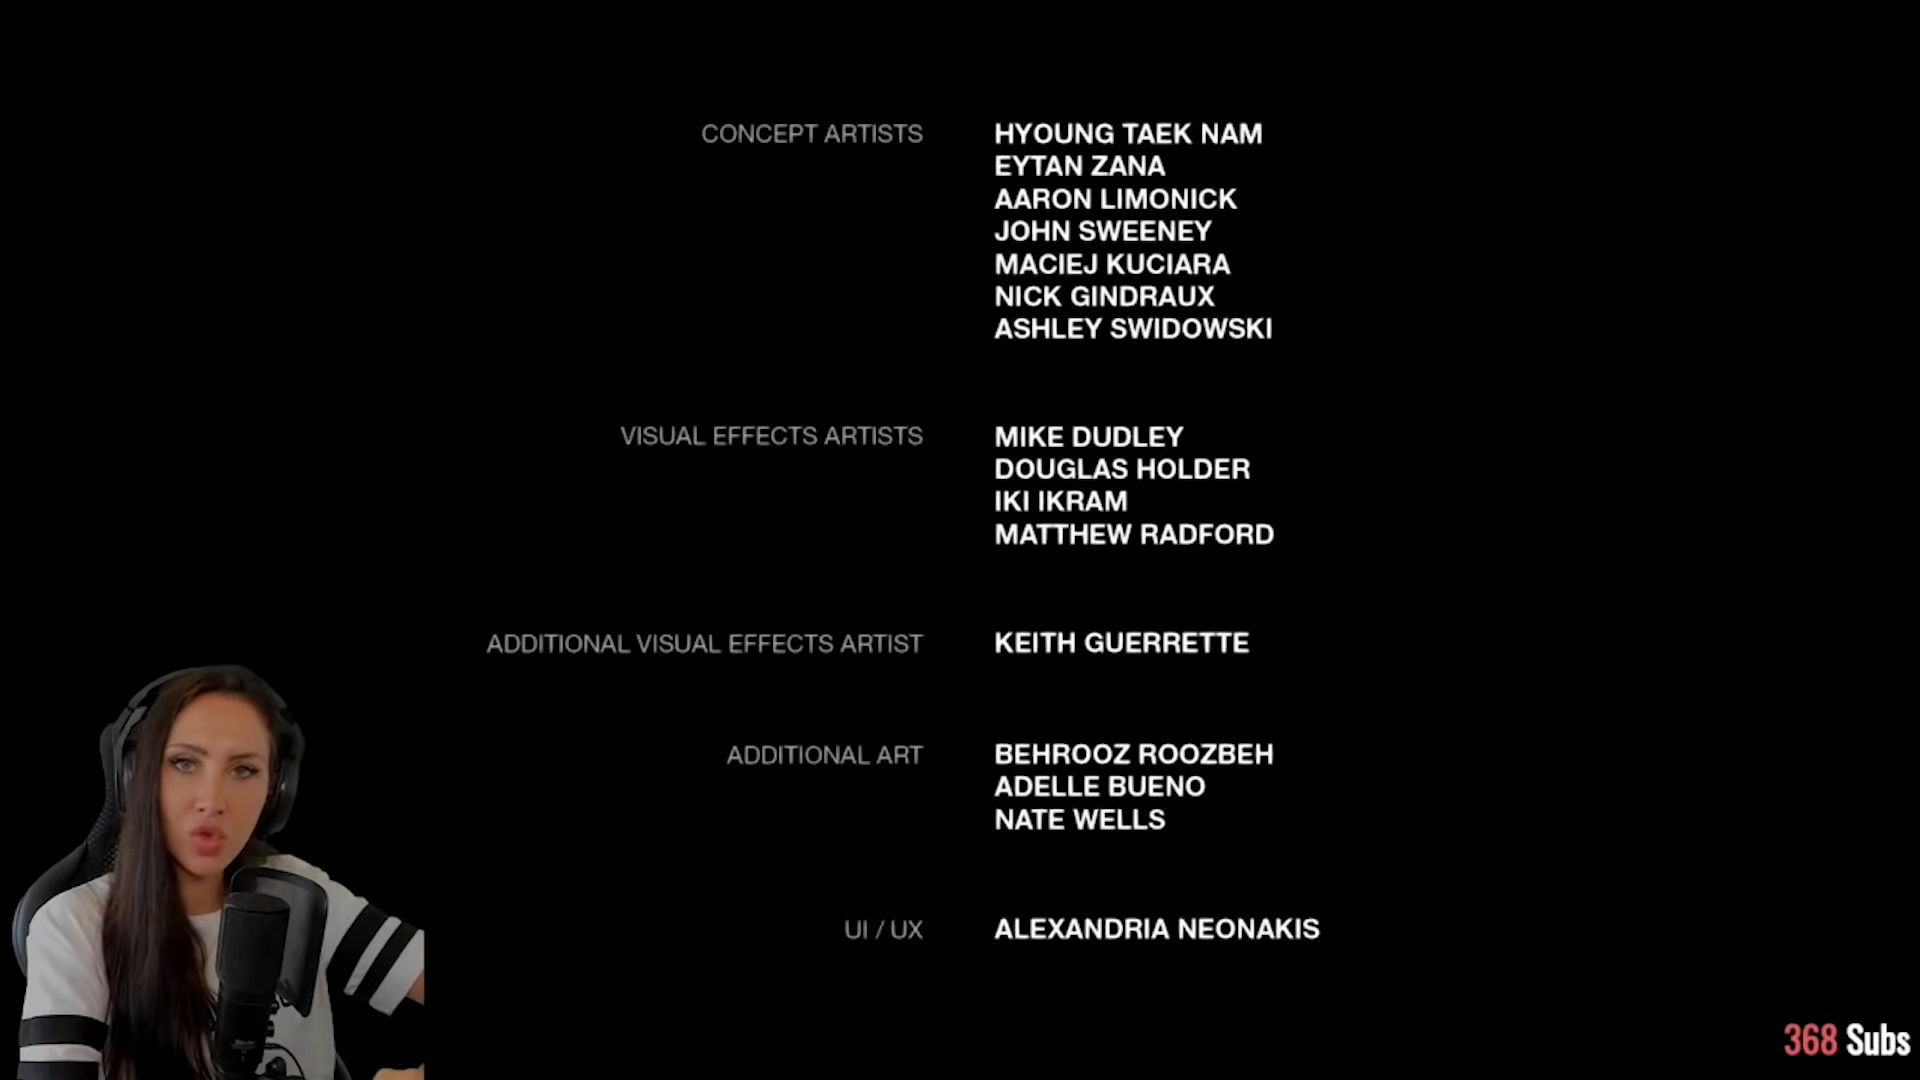 CONCEPT ARTISTS HYOUNG TAEK NAM
EYTAN ZANA
AARON LIMONICK
JOHN SWEENEY
MACIEJ KUCIARA
NICK GINDRAUX
ASHLEY SWIDOWSKI
VISUAL EFFECTS ARTISTS MIKE DUDLEY
DOUGLAS HOLDER
IKI IKRAM
MATTHEW RADFORD
ADDITIONAL VISUAL EFFECTS ARTIST KEITH GUERRETTE
ADDITIONAL ART BEHROOZ ROOZBEH
ADELLE BUENO
NATE WELLS
UI / UX ALEXANDRIA NEONAKIS
368 Subs